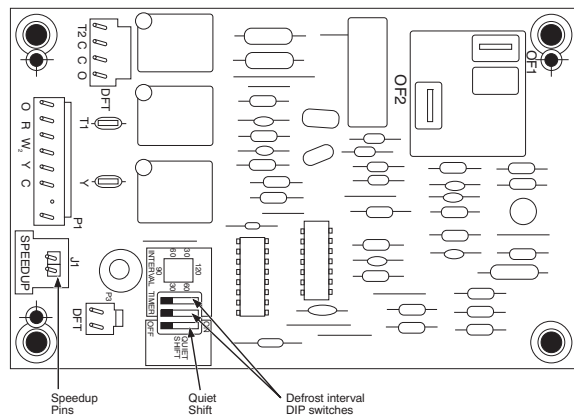 T2 C C O
DFT
T1
Y
O R W2 Y C
P1
J1
SPEEDUP
DFT
P3
OF1
OF2
INTERVAL TIMER
30
60
120
90
30
60
OFF
ON
QUIET
SHIFT
Speedup
Pins
Quiet
Shift
Defrost interval
DIP switches